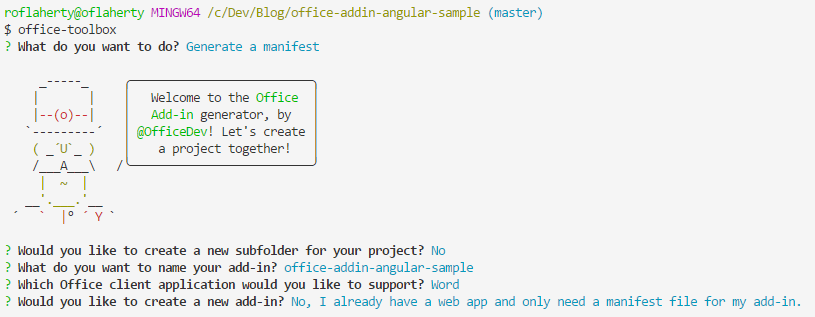 roflaherty@oflaherty MINGW64 /c/Dev/Blog/office-addin-angular-sample (master)
$ office-toolbox
? What do you want to do? Generate a manifest
Welcome to the Office
Add-in generator, by
@OfficeDev! Let's create
a project together!
? Would you like to create a new subfolder for your project? No
? What do you want to name your add-in? office-addin-angular-sample
? Which Office client application would you like to support? Word
? Would you like to create a new add-in? No, I already have a web app and only need a manifest file for my add-in.